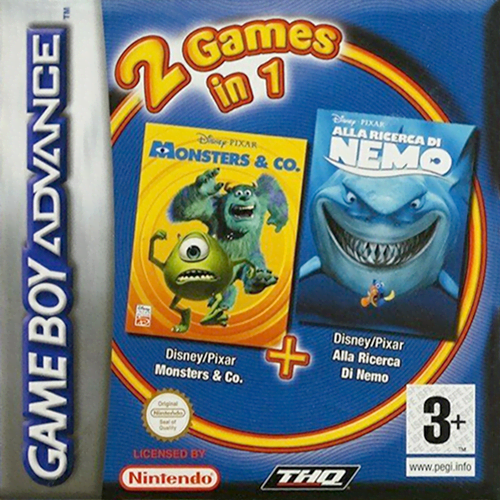 GAME BOY ADVANCE
2 Games
in 1
Disney PIXAR
MONSTERS & CO.
Disney PIXAR
ALLA RICERCA DI
NEMO
Disney/Pixar
Monsters & Co.
+
Disney/Pixar
Alla Ricerca
Di Nemo
Original
Nintendo
Seal of
Quality
LICENSED BY
Nintendo
THQ
3+
www.pegi.info